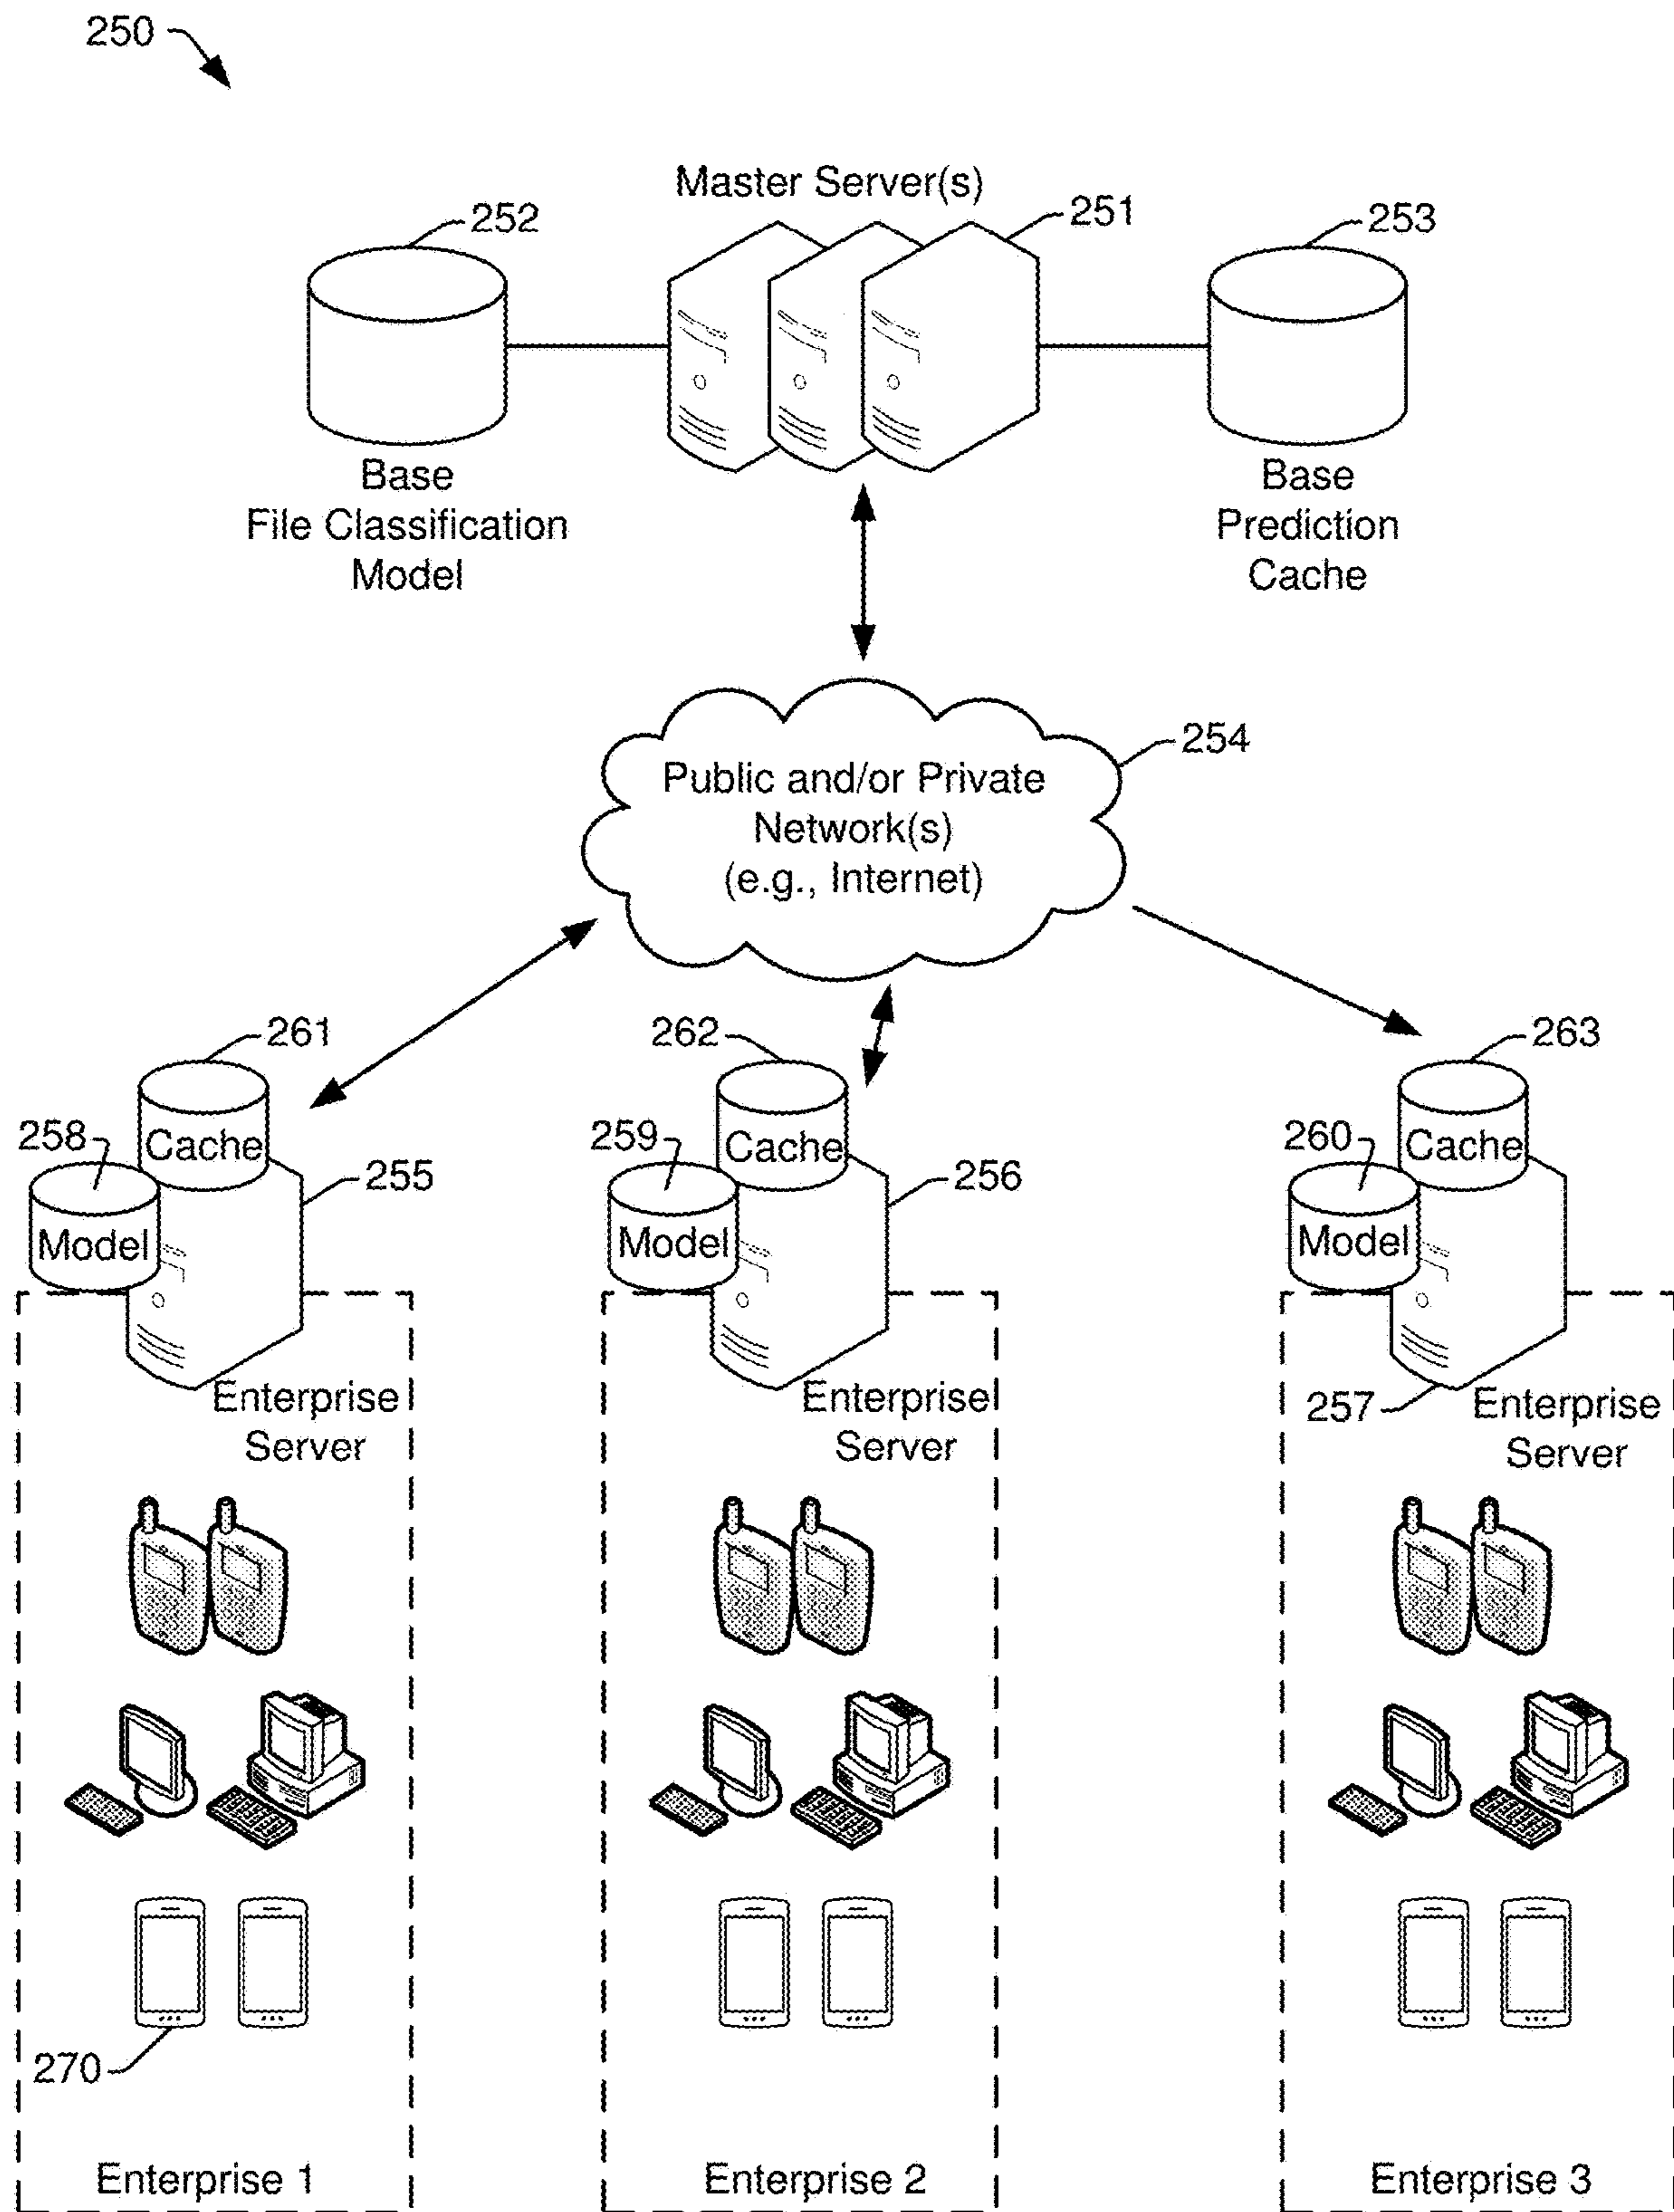 250
Master Server(s)
252
251
253
Base
File Classification
Model
Base
Prediction
Cache
254
Public and/or Private
Network(s)
(e.g., Internet)
261
262
263
258
Cache
259
Cache
260
Cache
255
256
Model
Model
Model
Enterprise
Server
Enterprise
Server
257
Enterprise
Server
270
Enterprise 1
Enterprise 2
Enterprise 3